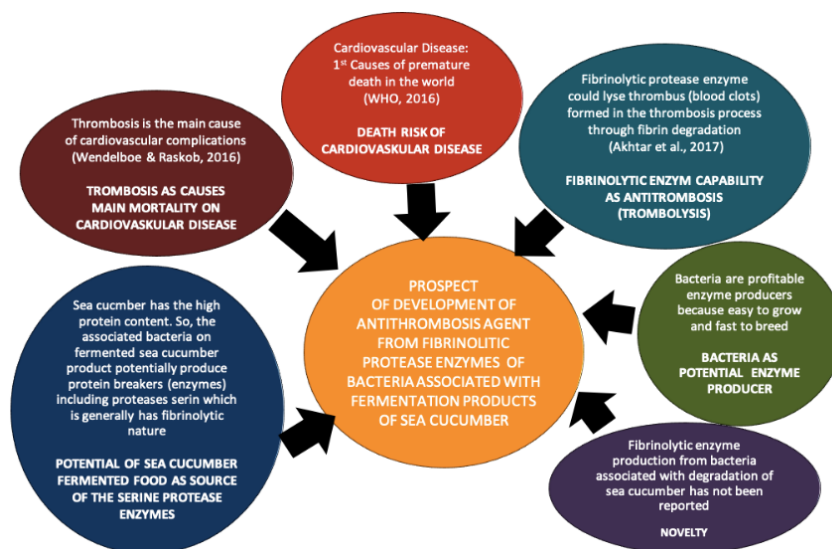 Cardiovascular Disease:
1st Causes of premature
death in the world
(WHO, 2016)
DEATH RISK OF
CARDIOVASKULAR DISEASE
Thrombosis is the main cause
of cardiovascular complications
(Wendelboe & Raskob, 2016)
TROMBOSIS AS CAUSES
MAIN MORTALITY ON
CARDIOVASKULAR DISEASE
Fibrinolytic protease enzyme
could lyse thrombus (blood clots)
formed in the thrombosis process
through fibrin degradation
(Akhtar et al., 2017)
FIBRINOLYTIC ENZYM CAPABILITY
AS ANTITROMBOSIS
(TROMBOLYSIS)
Sea cucmber has the high
protein content. So, the
associated bacteria on
fermented sea cucumber
product potentially produce
protein breakers (enzymes)
including proteases serin which
is generally has fibrinolytic
nature
POTENTIAL OF SEA CUCUMBER
FERMENTED FOOD AS SOURCE
OF THE SERINE PROTEASE
ENZYMES
PROSPECT
OF DEVELOPMENT OF
ANTITHROMBOSIS AGENT
FROM FIBRINOLITIC
PROTEASE ENZYMES OF
BACTERIA ASSOCIATED WITH
FERMENTATION PRODUCTS
OF SEA CUCUMBER
Bacteria are profitable
enzyme producers
because easy to grow
and fast to breed
BACTERIA AS
POTENTIAL ENZYME
PRODUCER
Fibrinolytic enzyme
production from bacteria
associated with degradation of
sea cucumber has not been
reported
NOVELTY